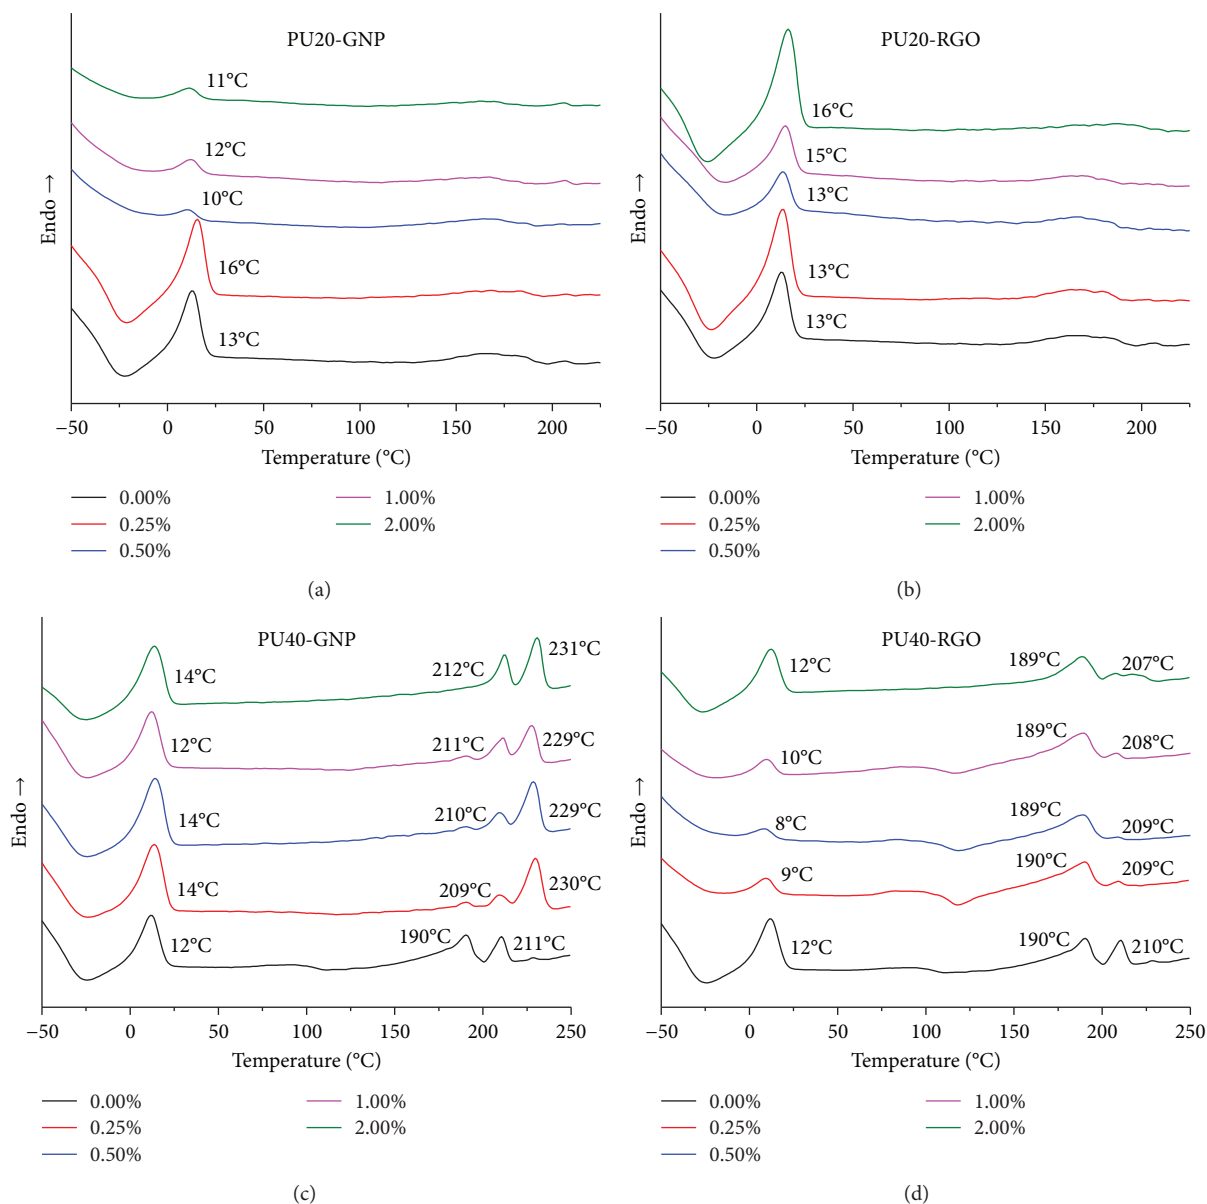 PU20-GNP
11°C
12°C
10°C
16°C
13°C
Endo →
−50 0 50 100 150 200
Temperature (°C)
0.00% 1.00%
0.25% 2.00%
0.50%
(a)
PU20-RGO
16°C
15°C
13°C
13°C
13°C
Endo →
−50 0 50 100 150 200
Temperature (°C)
0.00% 1.00%
0.25% 2.00%
0.50%
(b)
PU40-GNP
14°C 212°C 231°C
12°C 211°C 229°C
14°C 210°C 229°C
14°C 209°C 230°C
12°C 190°C 211°C
Endo →
−50 0 50 100 150 200 250
Temperature (°C)
0.00% 1.00%
0.25% 2.00%
0.50%
(c)
PU40-RGO
12°C 189°C 207°C
10°C 189°C 208°C
8°C 189°C 209°C
9°C 190°C 209°C
12°C 190°C 210°C
Endo →
−50 0 50 100 150 200 250
Temperature (°C)
0.00% 1.00%
0.25% 2.00%
0.50%
(d)